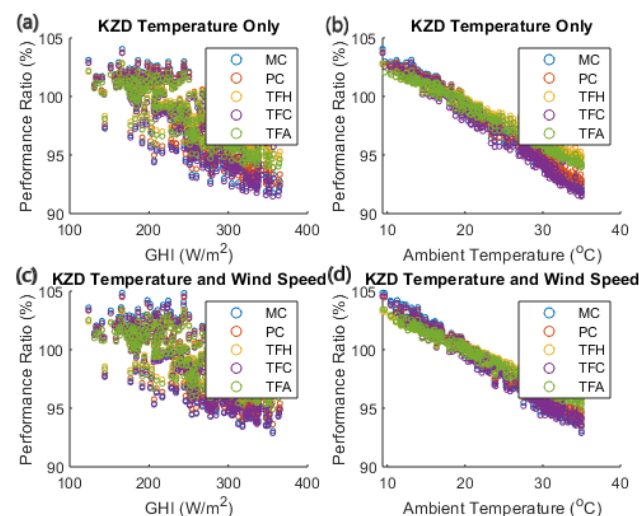 (a)
KZD Temperature Only
Performance Ratio (%)
105
100
95
90
MC
PC
TFH
TFC
TFA
100
200
300
400
GHI (W/m²)
(b)
KZD Temperature Only
Performance Ratio (%)
105
100
95
90
MC
PC
TFH
TFC
TFA
10
20
30
40
Ambient Temperature (°C)
(c)
KZD Temperature and Wind Speed
Performance Ratio (%)
105
100
95
90
MC
PC
TFH
TFC
TFA
100
200
300
400
GHI (W/m²)
(d)
KZD Temperature and Wind Speed
Performance Ratio (%)
105
100
95
90
MC
PC
TFH
TFC
TFA
10
20
30
40
Ambient Temperature (°C)